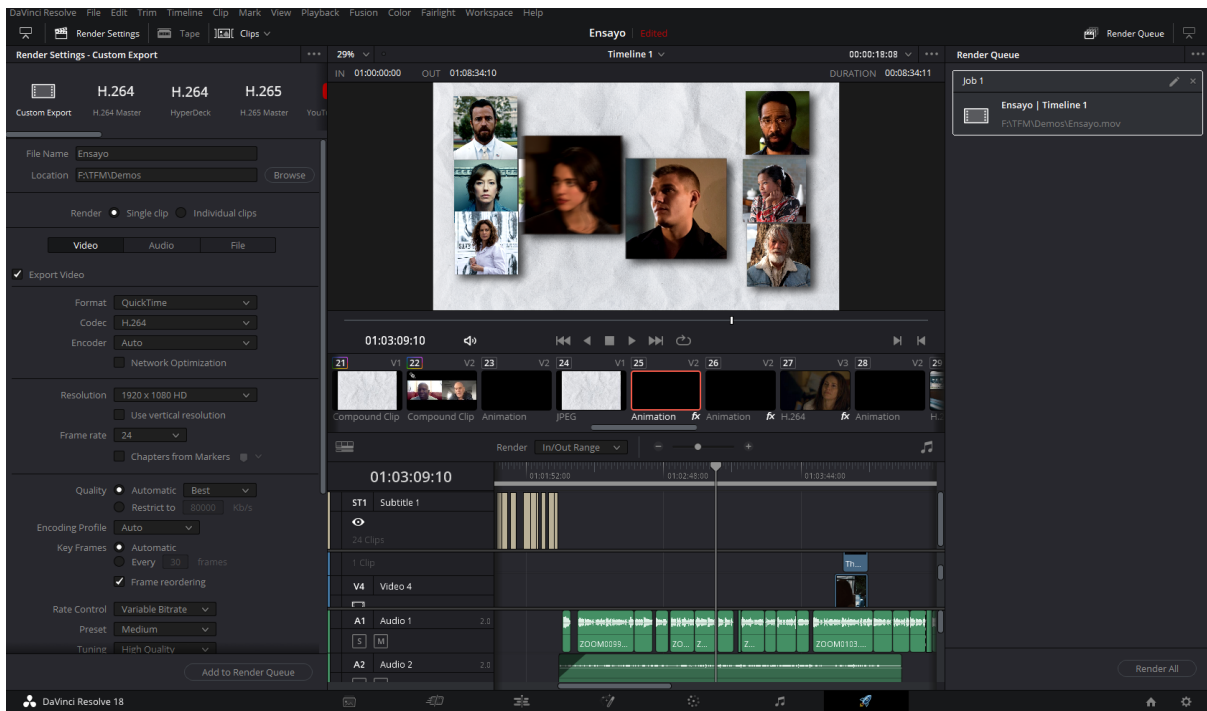 DaVinci Resolve File Edit Trim Timeline Clip Mark View Playback Fusion Color Fairlight Workspace Help
Render Settings Tape Clips Ensayo Edited Render Queue
Render Settings - Custom Export 29% Timeline 1 00:00:18:08 Render Queue
IN 01:00:00:00 OUT 01:08:34:10 DURATION 00:08:34:11
Job 1
H.264 H.264 H.265
Custom Export H.264 Master HyperDeck H.265 Master YouT
Ensayo | Timeline 1
F:\TFM\Demos\Ensayo.mov
File Name Ensayo
Location F:\TFM\Demos Browse
Render Single clip Individual clips
Video Audio File
Export Video
Format QuickTime
Codec H.264
Encoder Auto
Network Optimization
Resolution 1920 x 1080 HD
Use vertical resolution
Frame rate 24
Chapters from Markers
Quality Automatic Best
Restrict to 80000 Kb/s
Encoding Profile Auto
Key Frames Automatic
Every 30 frames
Frame reordering
Rate Control Variable Bitrate
Preset Medium
Tuning High Quality
Add to Render Queue
01:03:09:10
21 V1 22 V2 23 V2 24 V1 25 V2 26 V2 27 V3 28 V2 29
Compound Clip Compound Clip Animation JPEG Animation fx Animation fx H.264 fx Animation H...
Render In/Out Range
01:03:09:10 01:01:52:00 01:02:48:00 01:03:44:00
ST1 Subtitle 1
24 Clips
1 Clip Th...
V4 Video 4
A1 Audio 1 2.0
S M ZOOM0099... ZO... Z... Z... ZOOM0103....
A2 Audio 2 2.0
Render All
DaVinci Resolve 18